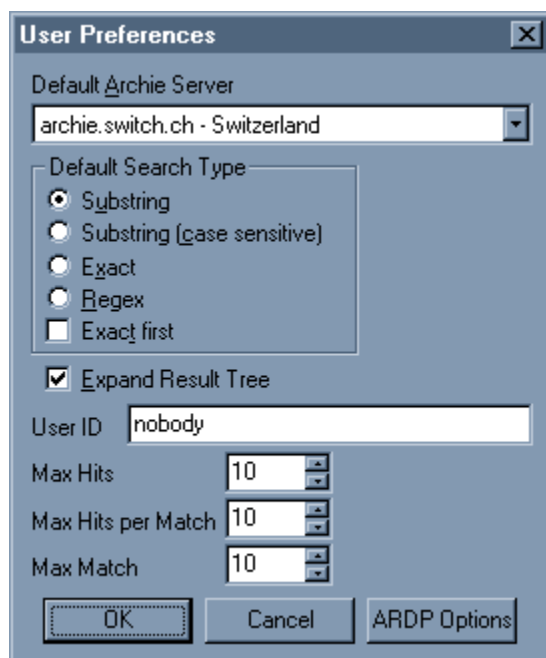 User Preferences
Default Archie Server
archie.switch.ch - Switzerland
Default Search Type
Substring
Substring (case sensitive)
Exact
Regex
Exact first
Expand Result Tree
User ID nobody
Max Hits 10
Max Hits per Match 10
Max Match 10
OK Cancel ARDP Options